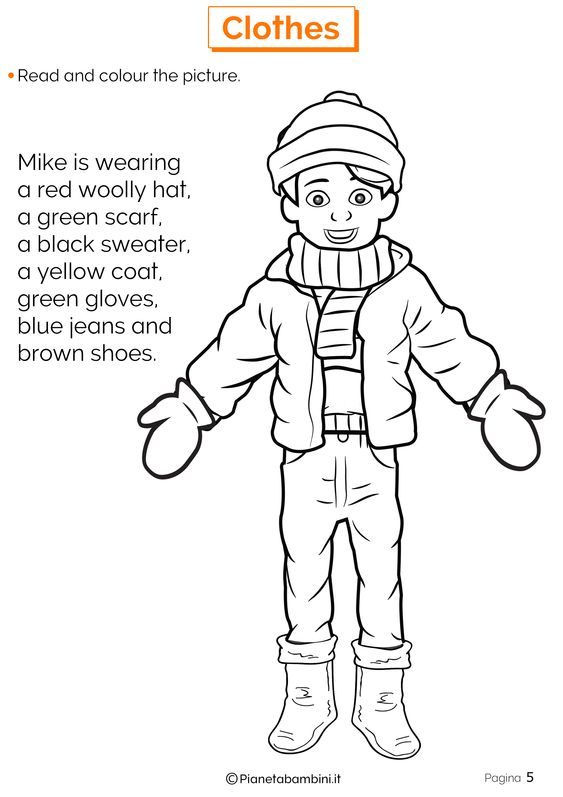 Clothes
• Read and colour the picture.
Mike is wearing
a red woolly hat,
a green scarf,
a black sweater,
a yellow coat,
green gloves,
blue jeans and
brown shoes.
©Pianetabambini.it
Pagina 5